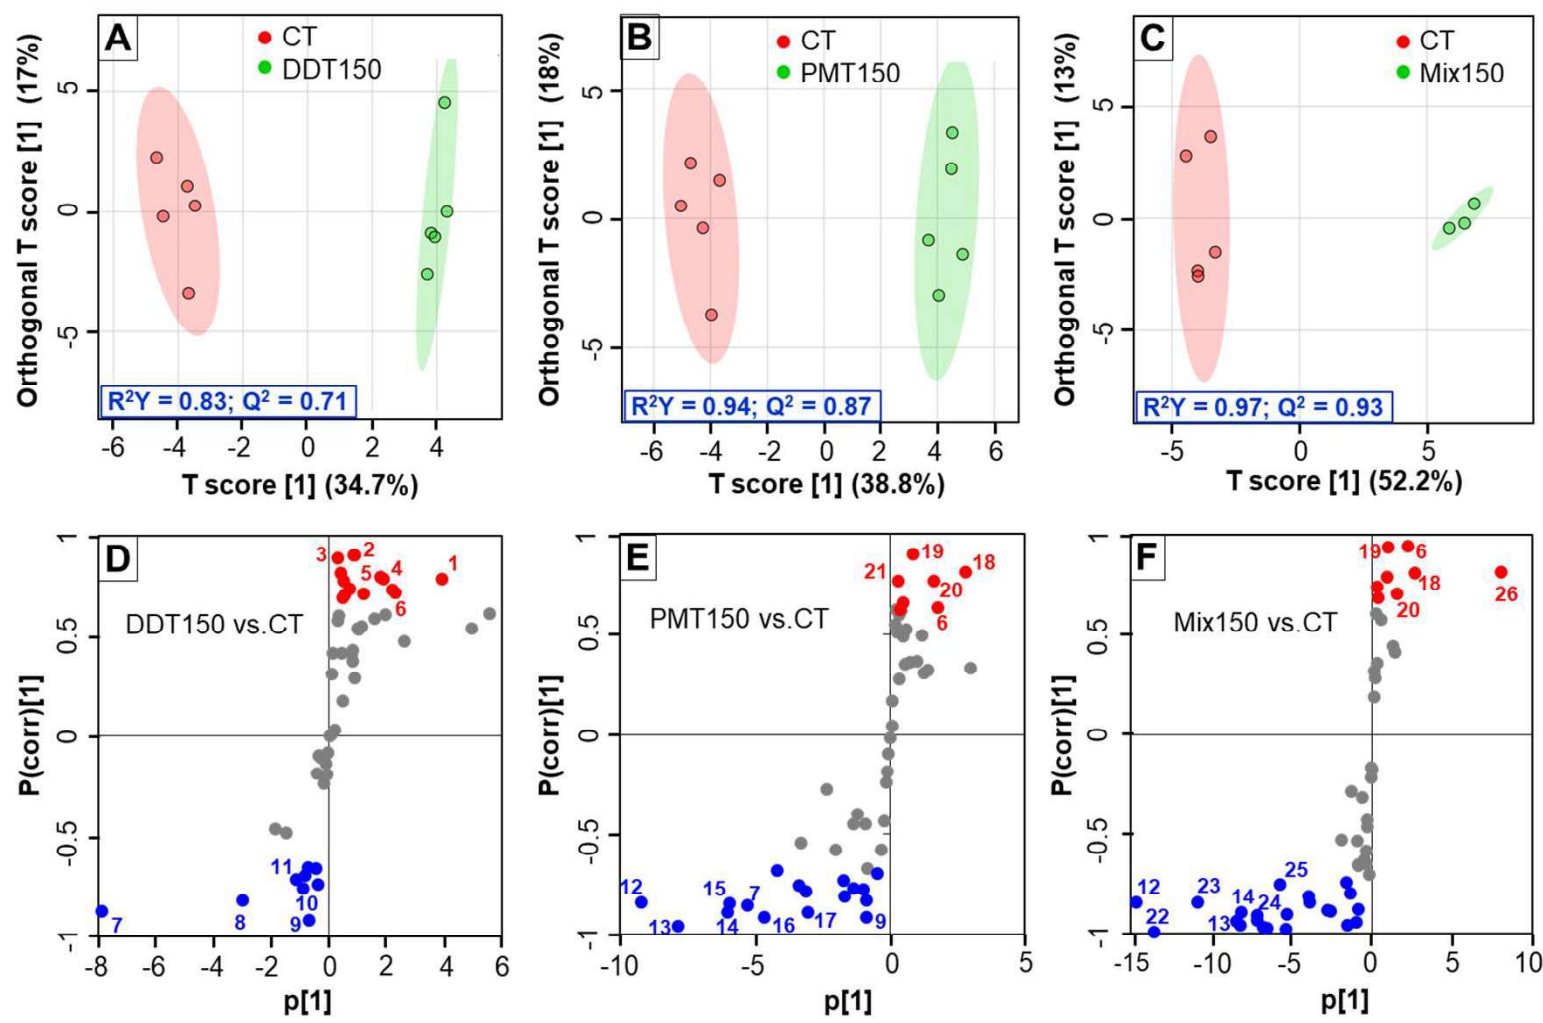 A
CT
DDT150
Orthogonal T score [1] (17%)
5
0
-5
R²Y = 0.83; Q² = 0.71
-6 -4 -2 0 2 4
T score [1] (34.7%)
B
CT
PMT150
Orthogonal T score [1] (18%)
5
0
-5
R²Y = 0.94; Q² = 0.87
-6 -4 -2 0 2 4 6
T score [1] (38.8%)
C
CT
Mix150
Orthogonal T score [1] (13%)
5
0
-5
R²Y = 0.97; Q² = 0.93
-5 0 5
T score [1] (52.2%)
D
3 2 4 1
5
6
DDT150 vs.CT
P(corr)[1]
1
0.5
0
-0.5
-1
11
10
7 8 9
-8 -6 -4 -2 0 2 4 6
p[1]
E
19
21 18
20
6
PMT150 vs.CT
P(corr)[1]
1
0.5
0
-0.5
-1
12 15 7
13 14 16 17 9
-10 -5 0 5
p[1]
F
19 6
18
20 26
Mix150 vs.CT
P(corr)[1]
1
0.5
0
-0.5
-1
25
12 23 14 24
22 13
-15 -10 -5 0 5 10
p[1]